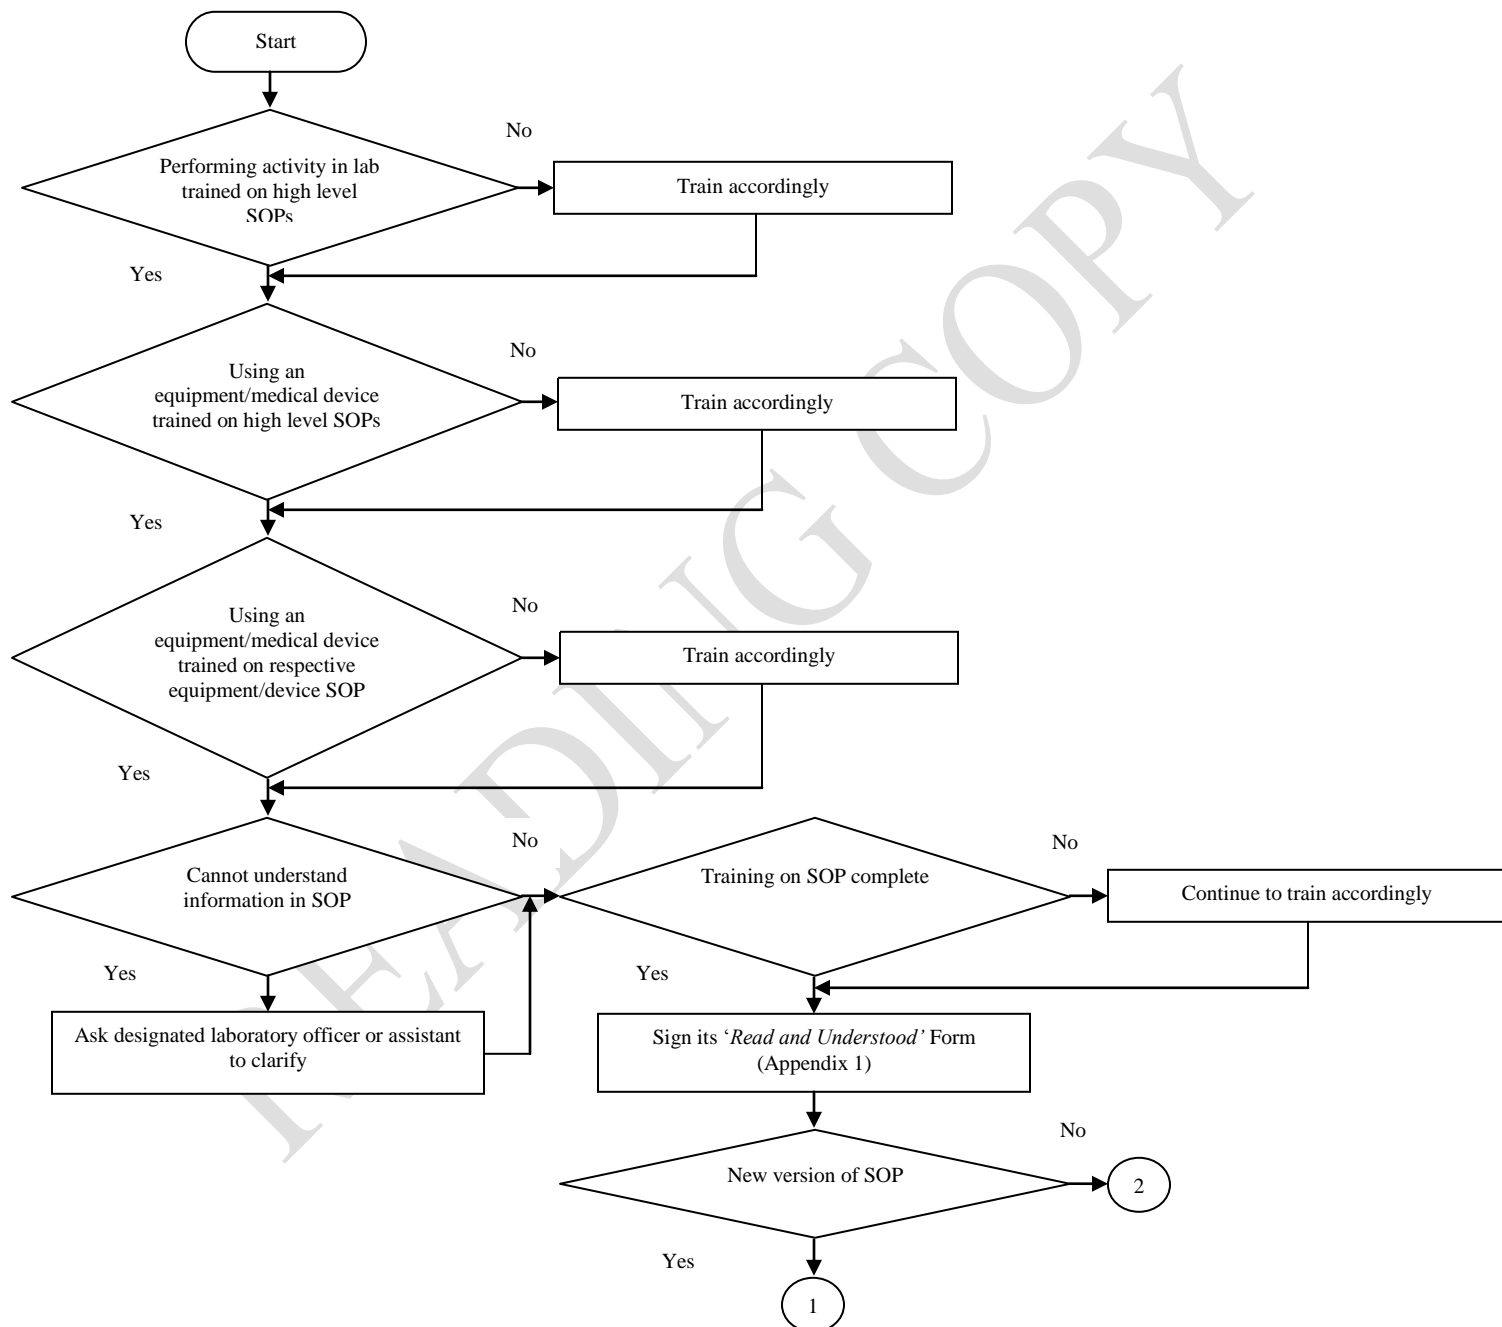 Start
No
Performing activity in lab
trained on high level
SOPs
Train accordingly
Yes
No
Using an
equipment/medical device
trained on high level SOPs
Train accordingly
Yes
No
Using an
equipment/medical device
trained on respective
equipment/device SOP
Train accordingly
Yes
No
Cannot understand
information in SOP
Training on SOP complete
No
Continue to train accordingly
Yes
Ask designated laboratory officer or assistant
to clarify
Yes
Sign its ‘Read and Understood’ Form
(Appendix 1)
No
New version of SOP
2
Yes
1
READING COPY